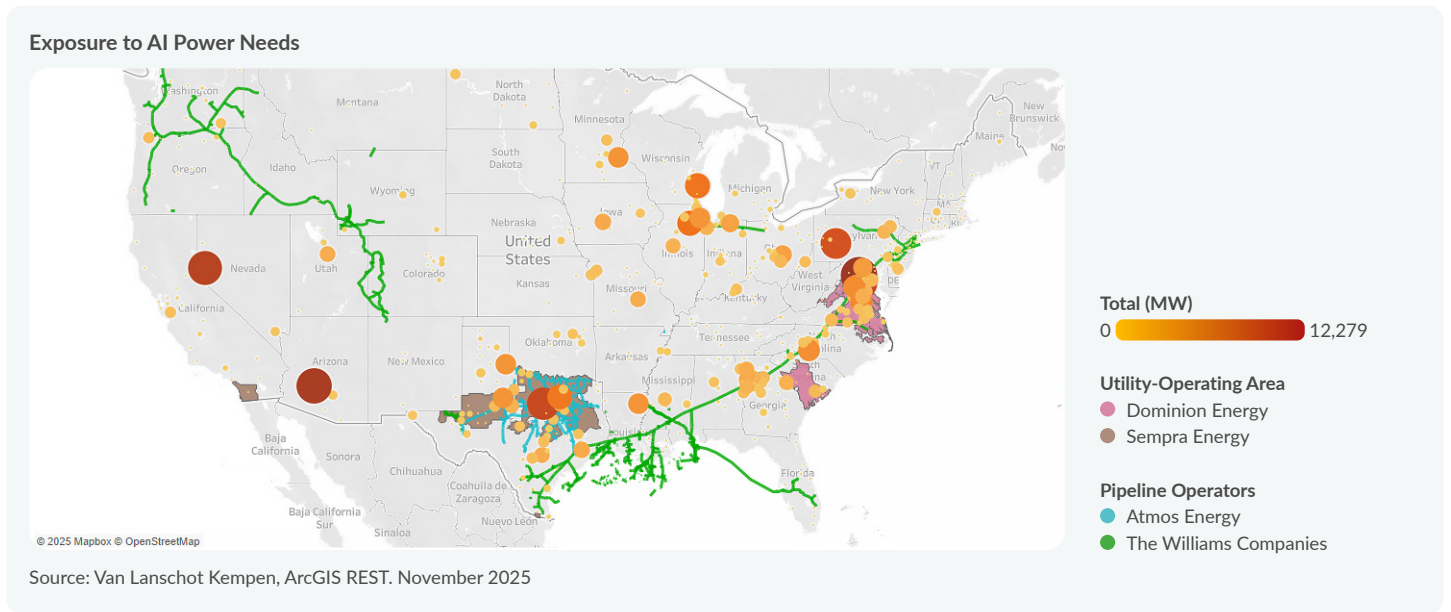 Exposure to AI Power Needs
North
Dakota
Montana
Minnesota
New
Brunswick
Maine
South
Dakota
Wisconsin
Oregon
Idaho
VT
Michigan
Wyoming
New York
Iowa
Nebraska
United
States
Nevada
Utah
Colorado
Illinois
Indiana
West
Virginia
DE
Kansas
Missouri
Kentucky
California
Tennessee
Oklahoma
Arkansas
Arizona
New Mexico
Mississippi
Georgia
Baja
California
Sonora
Chihuahua
Florida
Coahuila de
Zaragoza
Baja California
Sur
Sinaloa
Nuevo León
© 2025 Mapbox © OpenStreetMap
Total (MW)
0 12,279
Utility-Operating Area
Dominion Energy
Sempra Energy
Pipeline Operators
Atmos Energy
The Williams Companies
Source: Van Lanschot Kempen, ArcGIS REST. November 2025